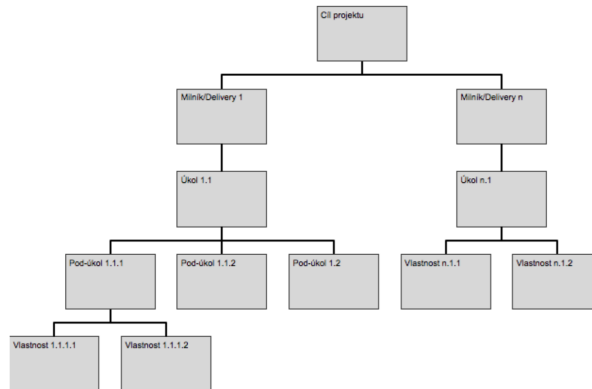 Cíl projektu
Milník/Delivery 1
Milník/Delivery n
Úkol 1.1
Úkol n.1
Pod-úkol 1.1.1
Pod-úkol 1.1.2
Pod-úkol 1.2
Vlastnost n.1.1
Vlastnost n.1.2
Vlastnost 1.1.1.1
Vlastnost 1.1.1.2